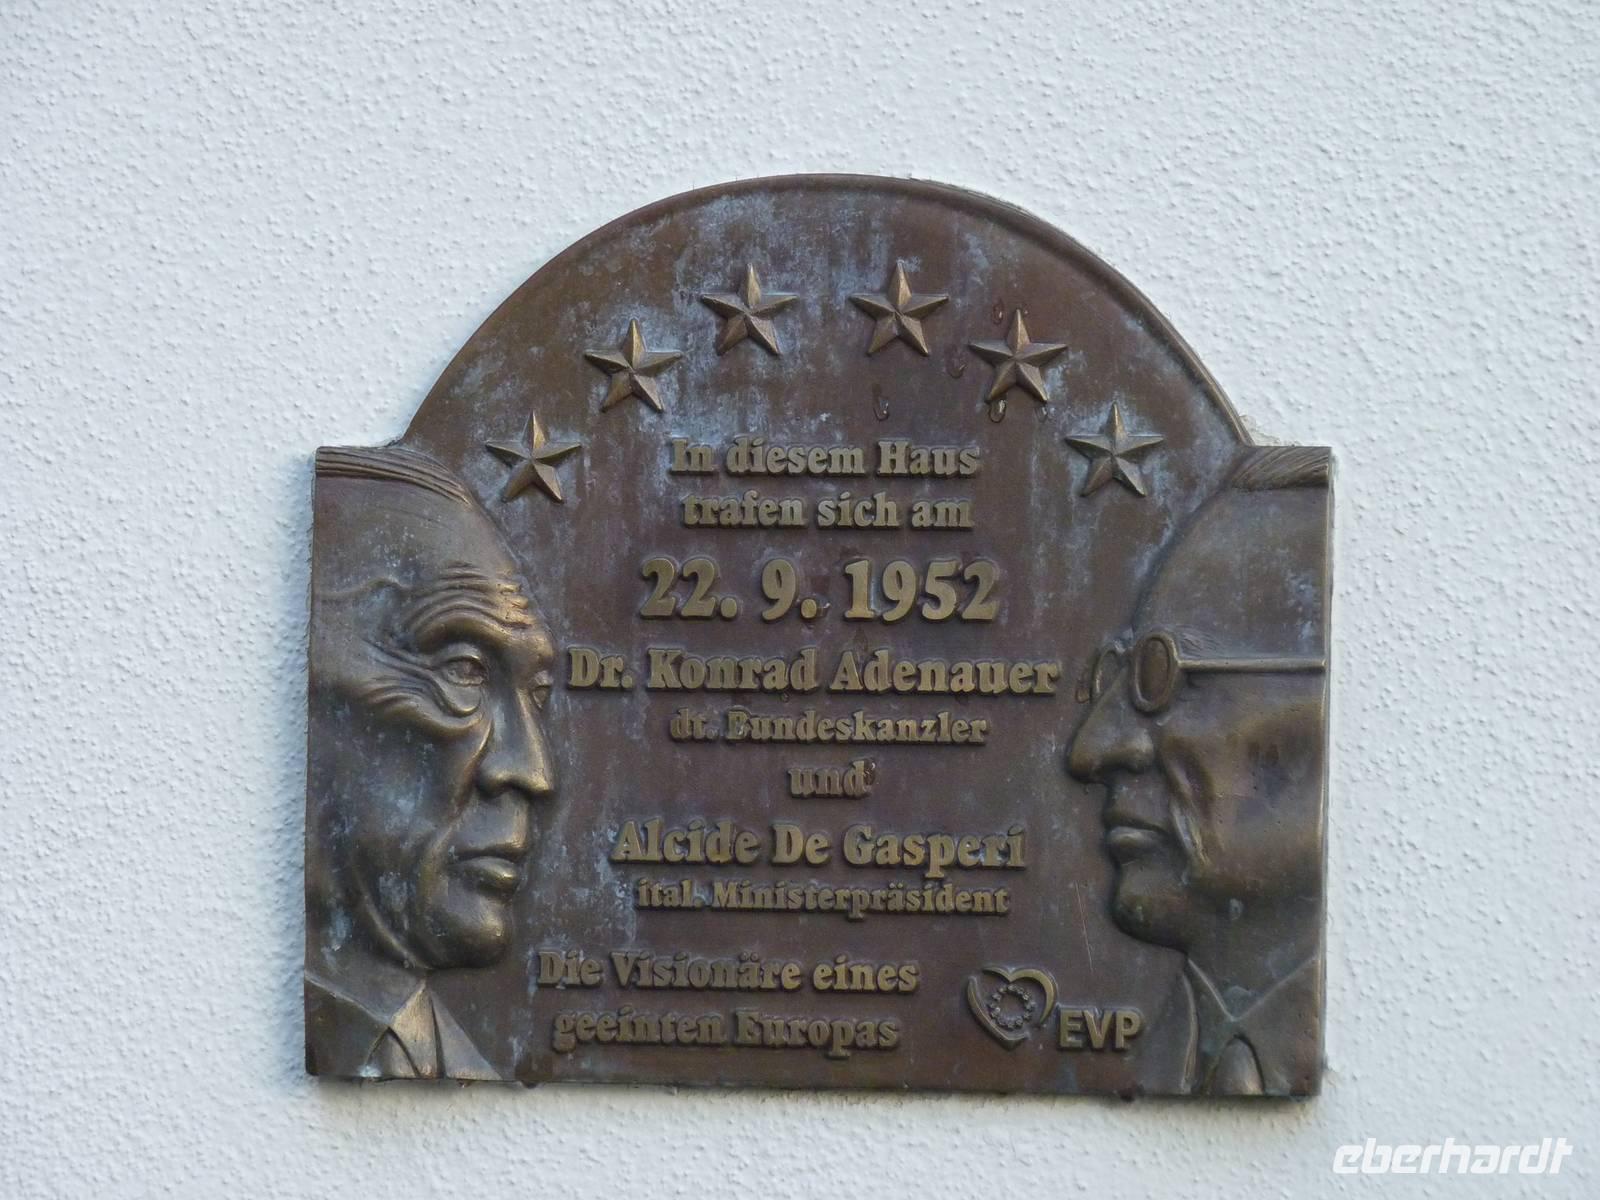 In diesem Haus
trafen sich am
22. 9. 1952
Dr. Konrad Adenauer
dt. Bundeskanzler
und
Alcide De Gasperi
ital. Ministerpräsident
Die Visionäre eines
geeinten Europas
EVP
eberhardt